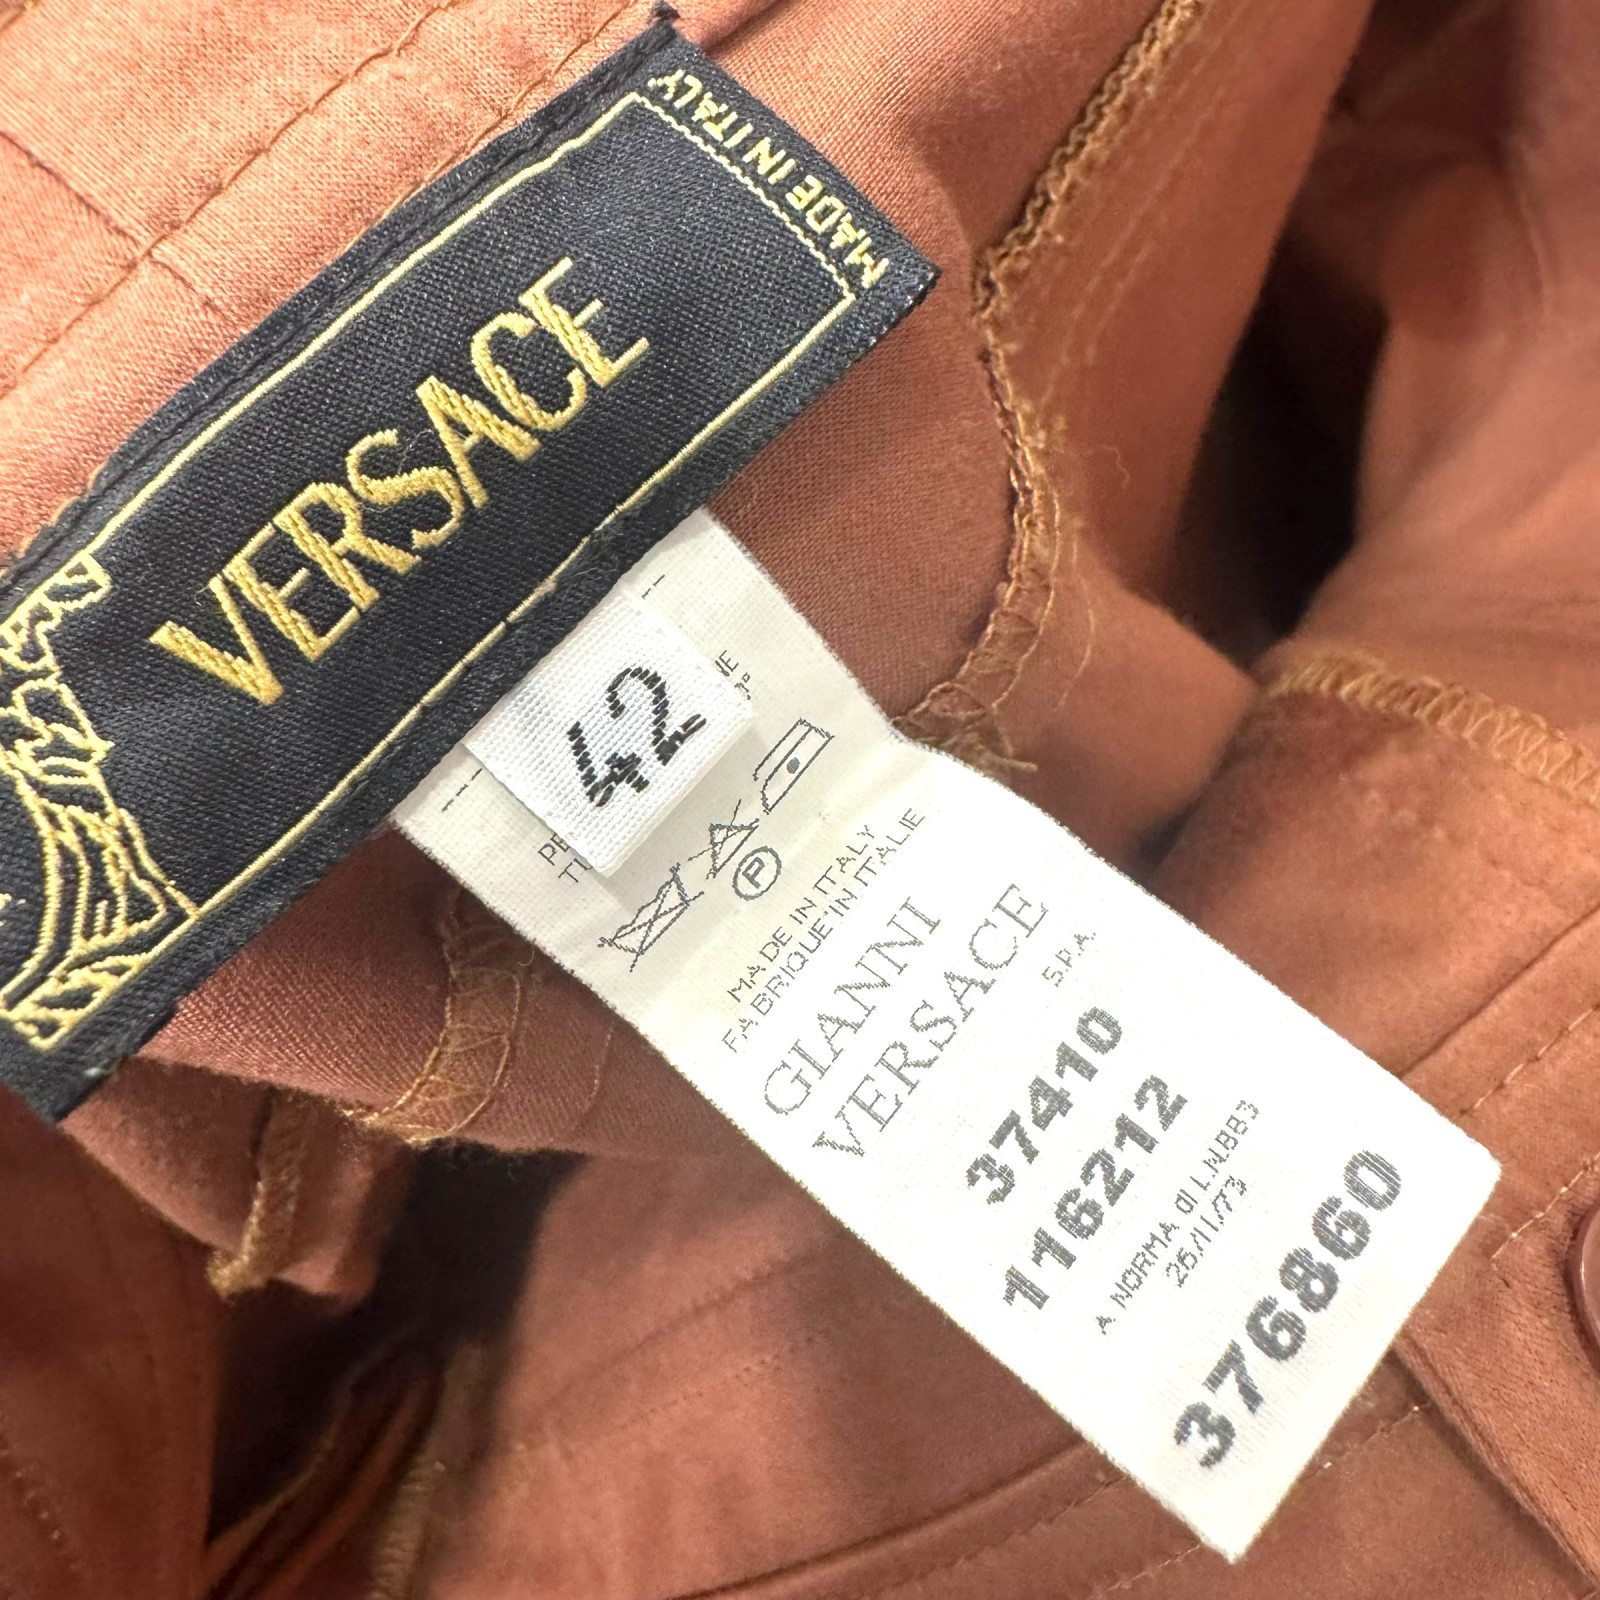 MADE IN ITALY
VERSACE
42
P
MADE IN ITALY
FABRIQUE IN ITALIE
GIANNI
VERSACE
S.P.A.
37410
116212
A NORMA DI L.N.883
26/11/73
376860